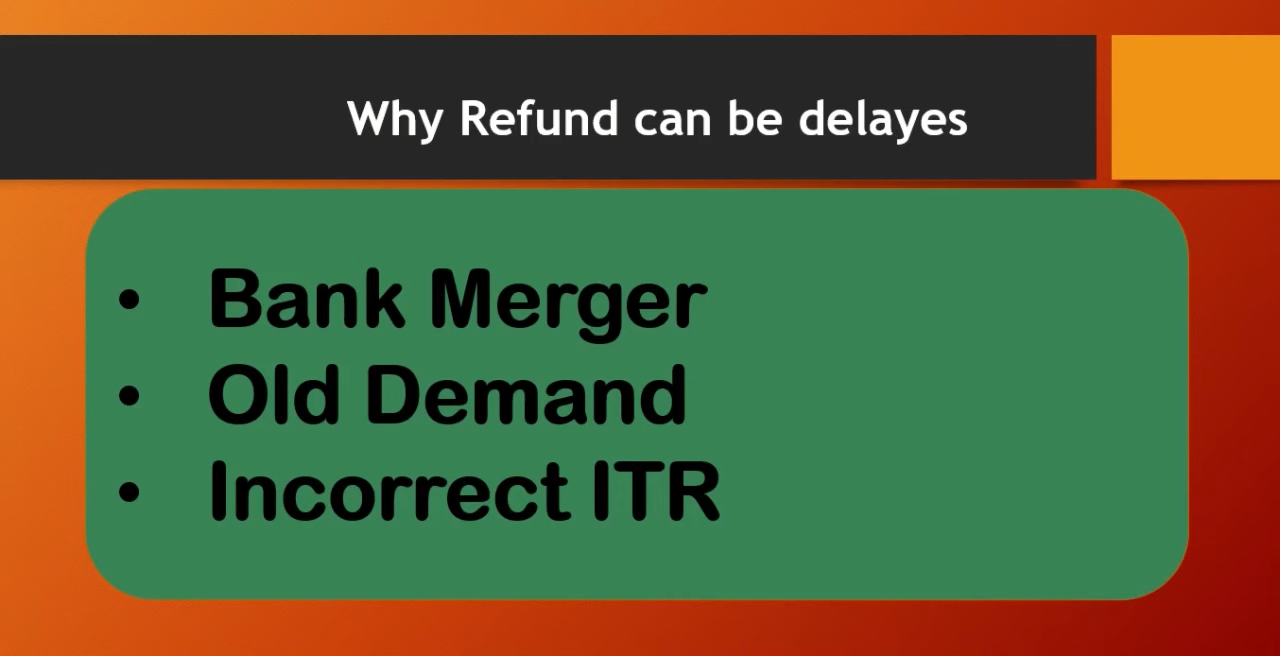 Why Refund can be delayes
• Bank Merger
• Old Demand
• Incorrect ITR